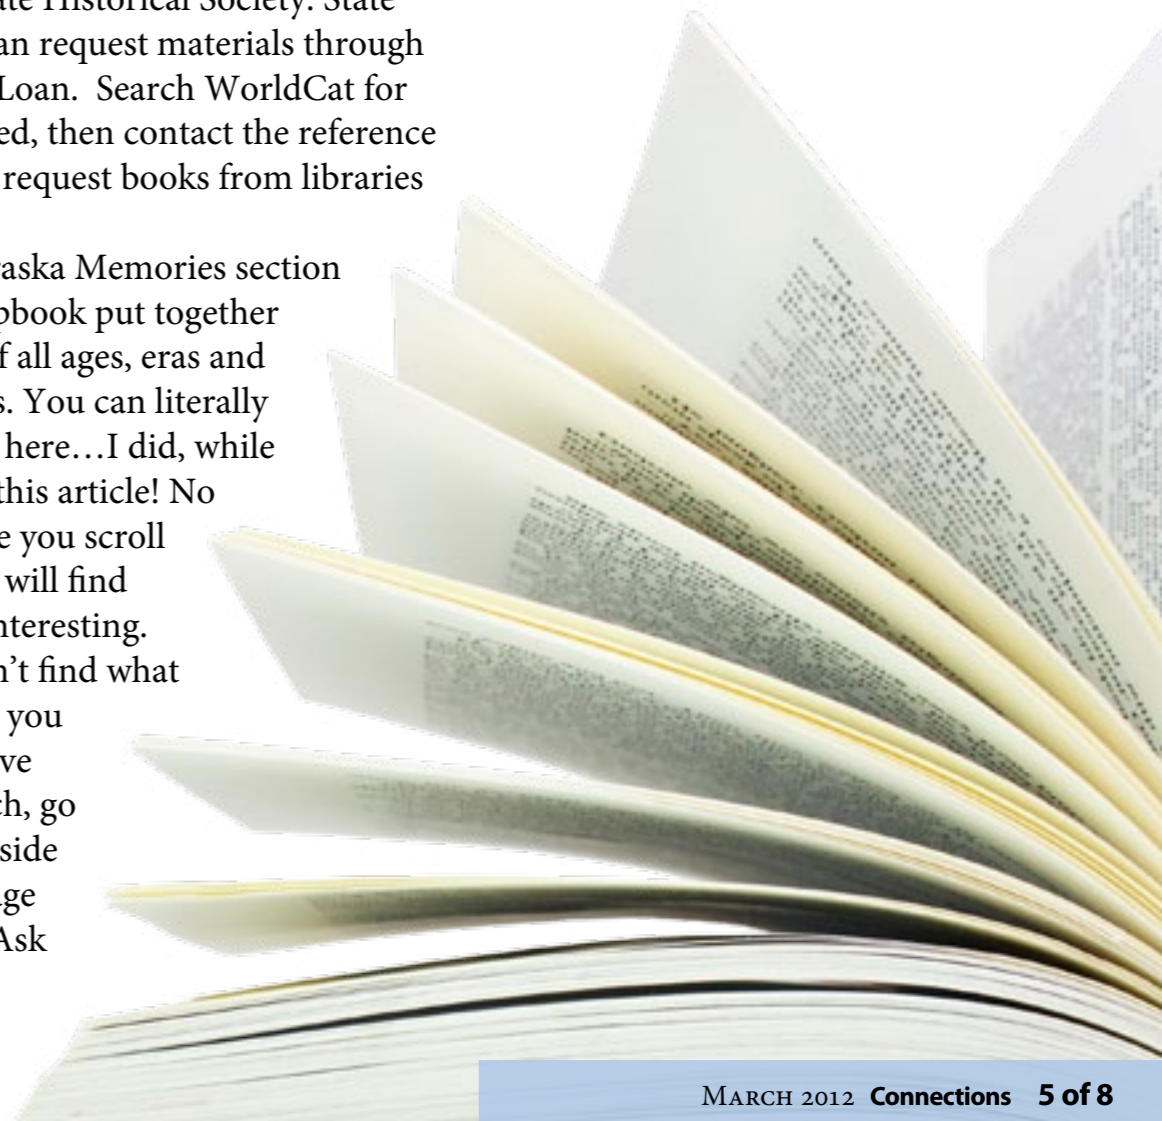 ate Historical Society. State
an request materials through
Loan. Search WorldCat for
ed, then contact the reference
request books from libraries
raska Memories section
pbook put together
f all ages, eras and
s. You can literally
here…I did, while
this article! No
e you scroll
will find
nteresting.
n't find what
you
ve
ch, go
side
ge
Ask
MARCH 2012 Connections 5 of 8